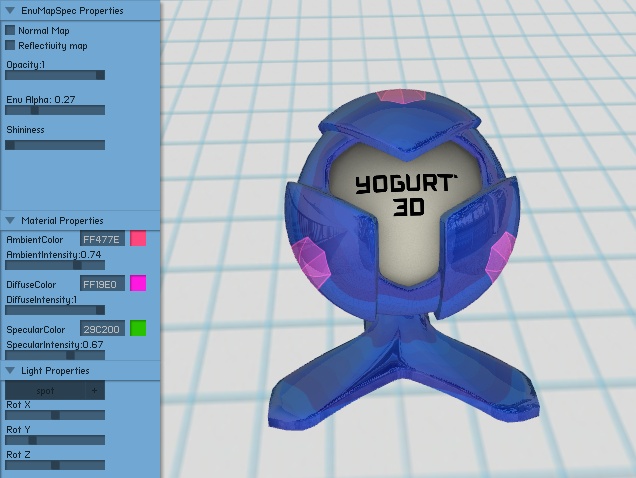 EnvMapSpec Properties
Normal Map
Reflectivity map
Opacity:1
Env Alpha: 0.27
Shininess
Material Properties
AmbientColor FF477E
AmbientIntensity:0.74
DiffuseColor FF19E0
DiffuseIntensity:1
SpecularColor 29C200
SpecularIntensity:0.67
Light Properties
spot +
Rot X
Rot Y
Rot Z
YOGURT
3D